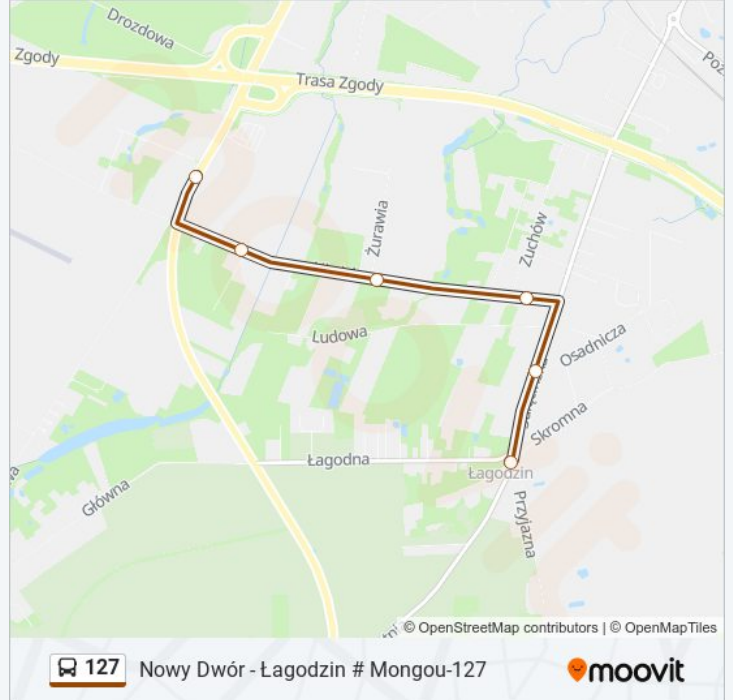 Drozdowa
Zgody
Trasa Zgody
Żurawia
Zuchów
Ludowa
Osadnicza
Skromna
Łagodna
Łagodzin
Główna
Przyjazna
© OpenStreetMap contributors | © OpenMapTiles
127 Nowy Dwór - Łagodzin # Mongou-127 moovit